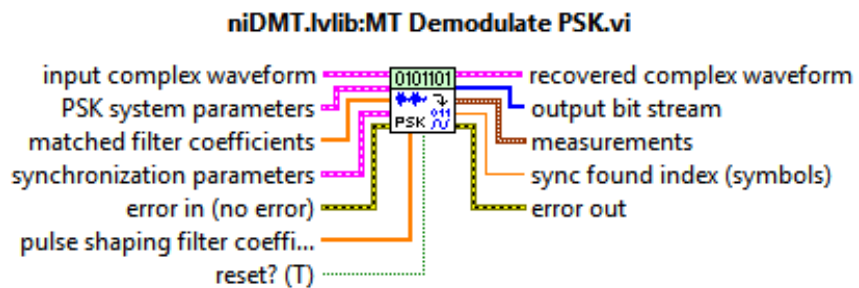 niDMT.lvlib:MT Demodulate PSK.vi
input complex waveform
PSK system parameters
matched filter coefficients
synchronization parameters
error in (no error)
pulse shaping filter coeffi...
reset? (T)
0101101
PSK
011
recovered complex waveform
output bit stream
measurements
sync found index (symbols)
error out